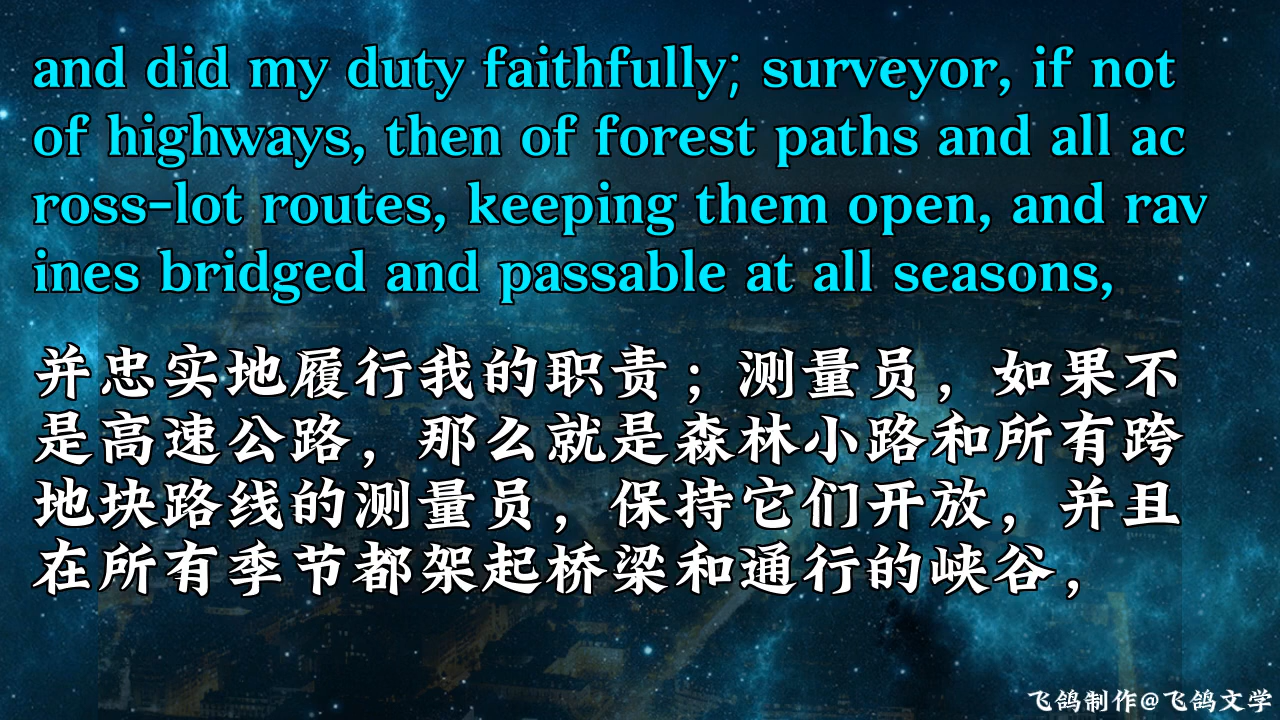 and did my duty faithfully; surveyor, if not
of highways, then of forest paths and all ac
ross-lot routes, keeping them open, and rav
ines bridged and passable at all seasons,
并忠实地履行我的职责；测量员，如果不
是高速公路，那么就是森林小路和所有跨
地块路线的测量员，保持它们开放，并且
在所有季节都架起桥梁和通行的峡谷，
飞鸽制作@飞鸽文学